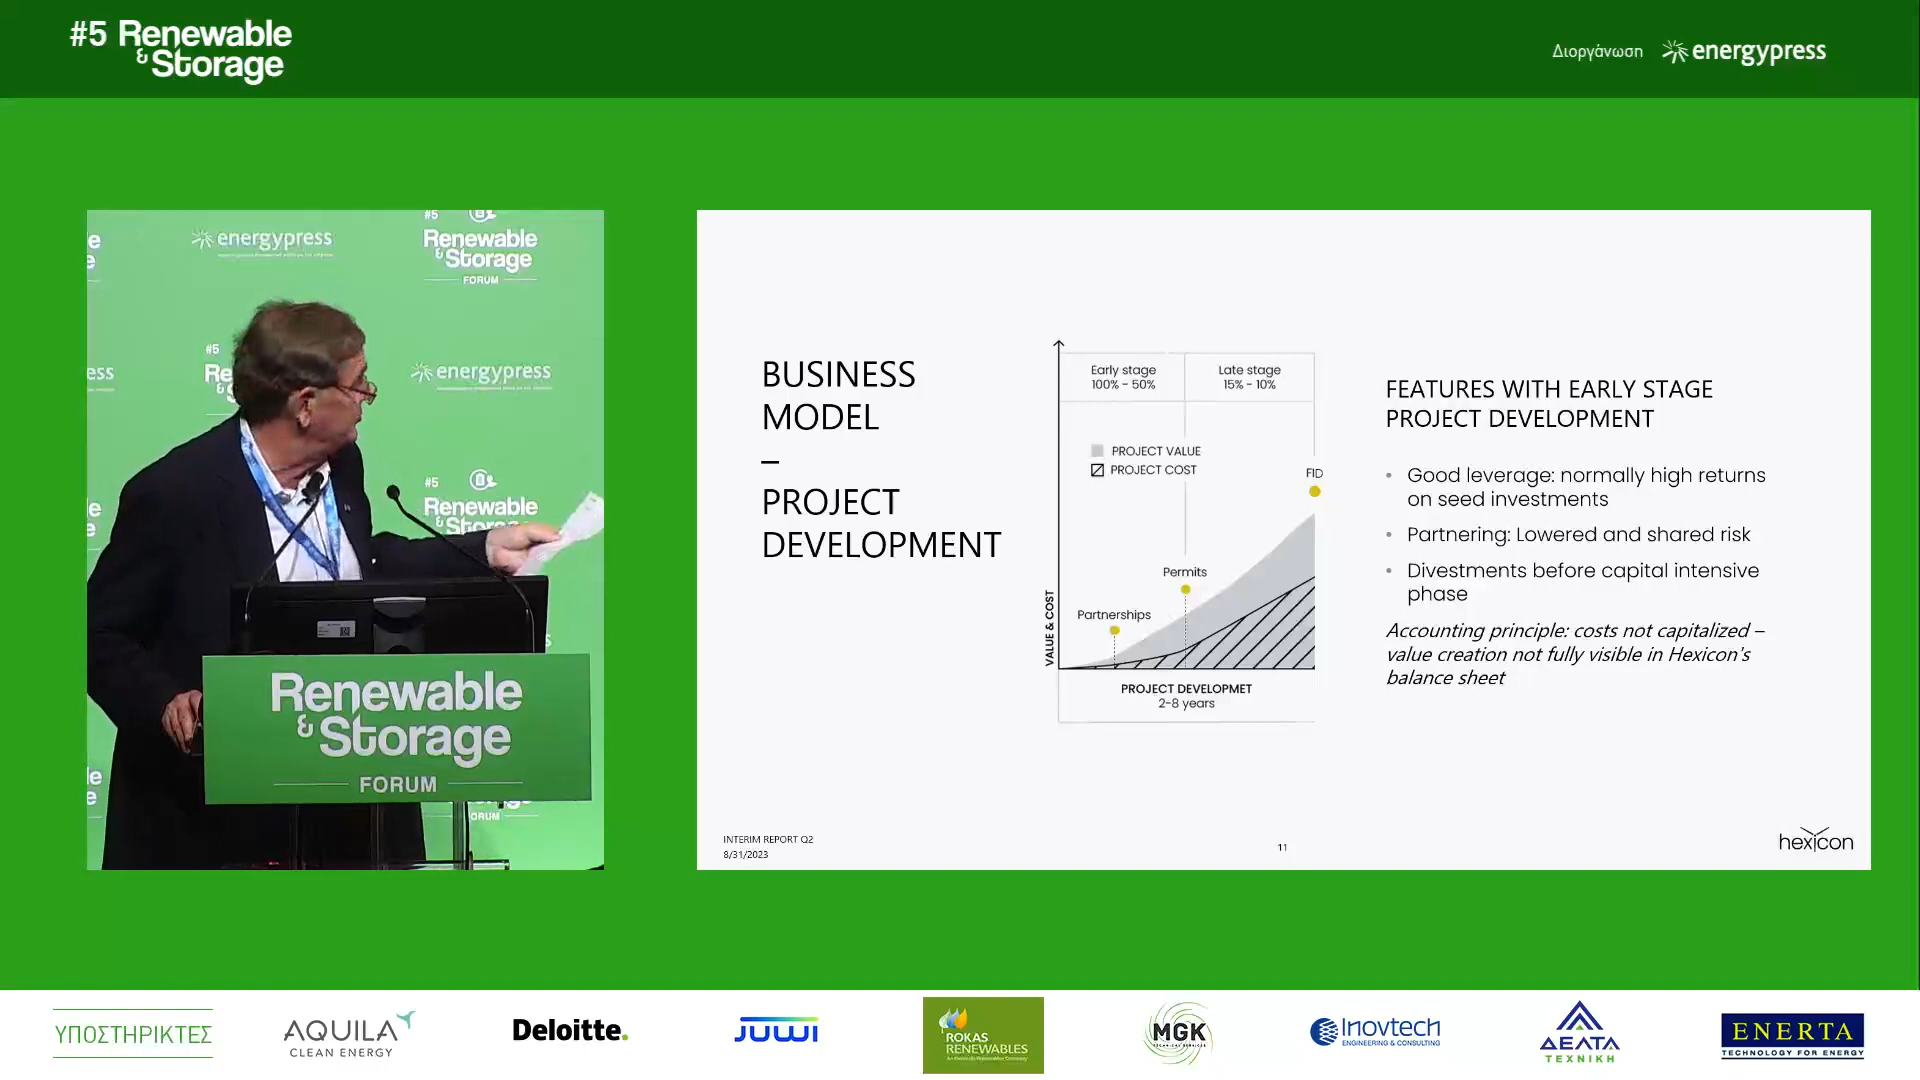 #5 Renewable
& Storage
Διοργάνωση energypress
#5
energypress
Renewable
& Storage
FORUM
e
e
#5
Re
&
ess
energypress
#5
Renewable
& Storage
e
e
Renewable
& Storage
FORUM
le
e
ORUM
BUSINESS
MODEL
–
PROJECT
DEVELOPMENT
Early stage
100% - 50%
Late stage
15% - 10%
PROJECT VALUE
PROJECT COST
FID
Permits
Partnerships
VALUE & COST
PROJECT DEVELOPMET
2-8 years
FEATURES WITH EARLY STAGE
PROJECT DEVELOPMENT
• Good leverage: normally high returns
on seed investments
• Partnering: Lowered and shared risk
• Divestments before capital intensive
phase
Accounting principle: costs not capitalized –
value creation not fully visible in Hexicon's
balance sheet
INTERIM REPORT Q2
8/31/2023
11
hexicon
ΥΠΟΣΤΗΡΙΚΤΕΣ
AQUILA
CLEAN ENERGY
Deloitte.
JUWI
ROKAS
RENEWABLES
MGK
TECHNICAL SERVICES
Inovtech
ENGINEERING & CONSULTING
ΔΕΛΤΑ
ΤΕΧΝΙΚΗ
ENERTA
TECHNOLOGY FOR ENERGY